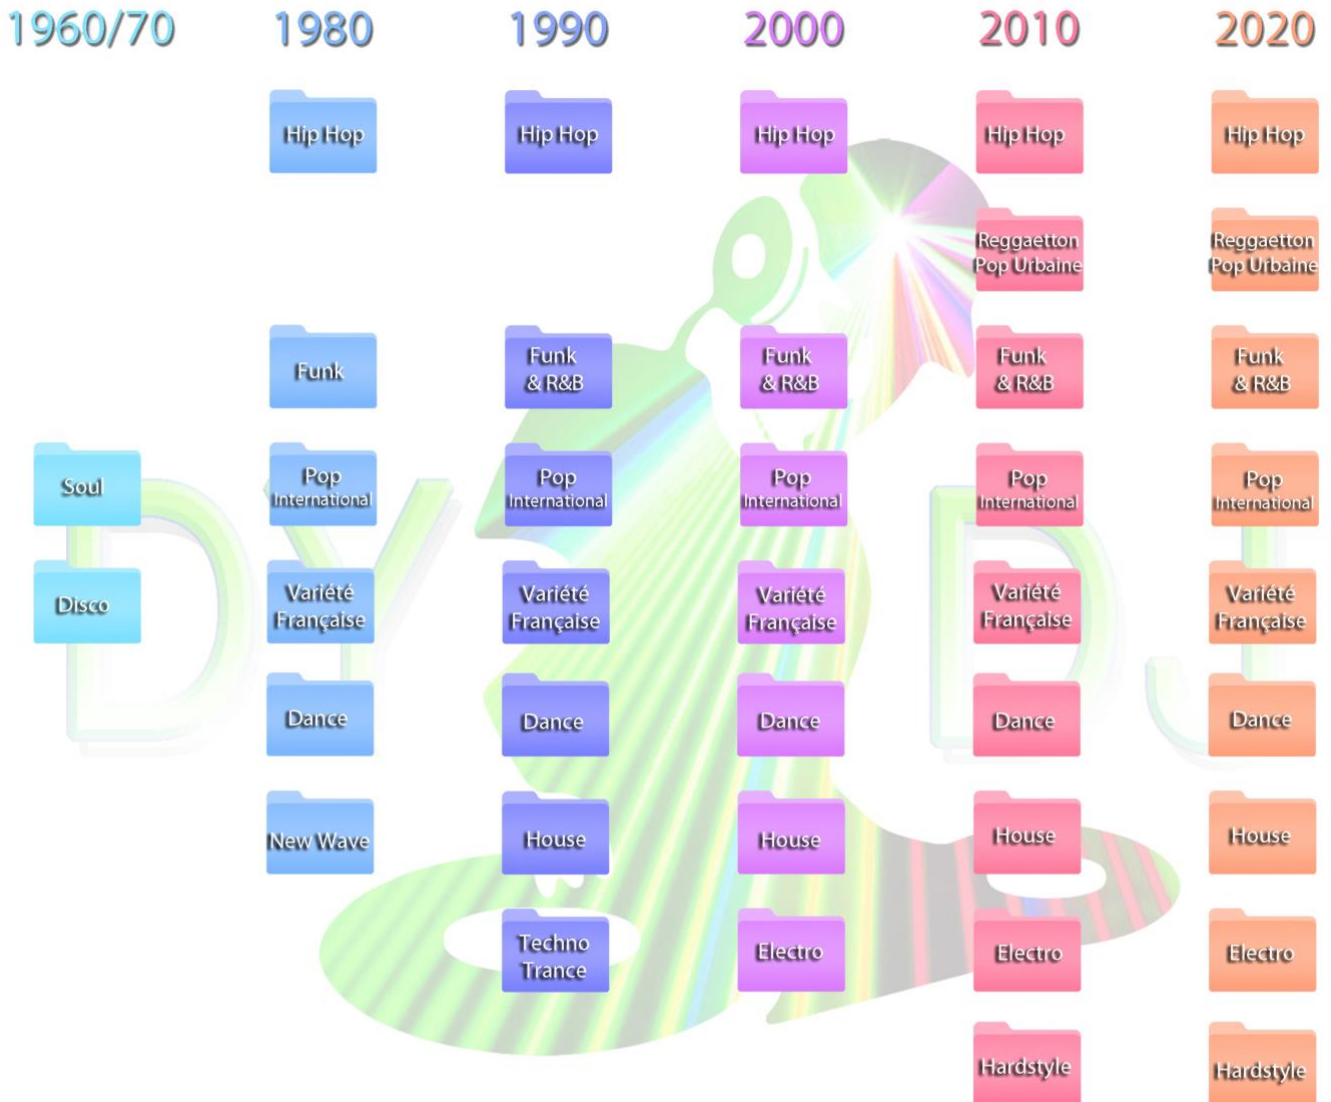 1960/70 1980 1990 2000 2010 2020
Hip Hop Hip Hop Hip Hop Hip Hop Hip Hop
Reggaetton Reggaetton
Pop Urbaine Pop Urbaine
Funk Funk Funk Funk Funk
& R&B & R&B & R&B & R&B
Soul Pop Pop Pop Pop Pop
International International International International International
Disco Variété Variété Variété Variété Variété
Française Française Française Française Française
Dance Dance Dance Dance Dance
New Wave House House House House
Techno Electro Electro Electro
Trance
Hardstyle Hardstyle
DY DJ